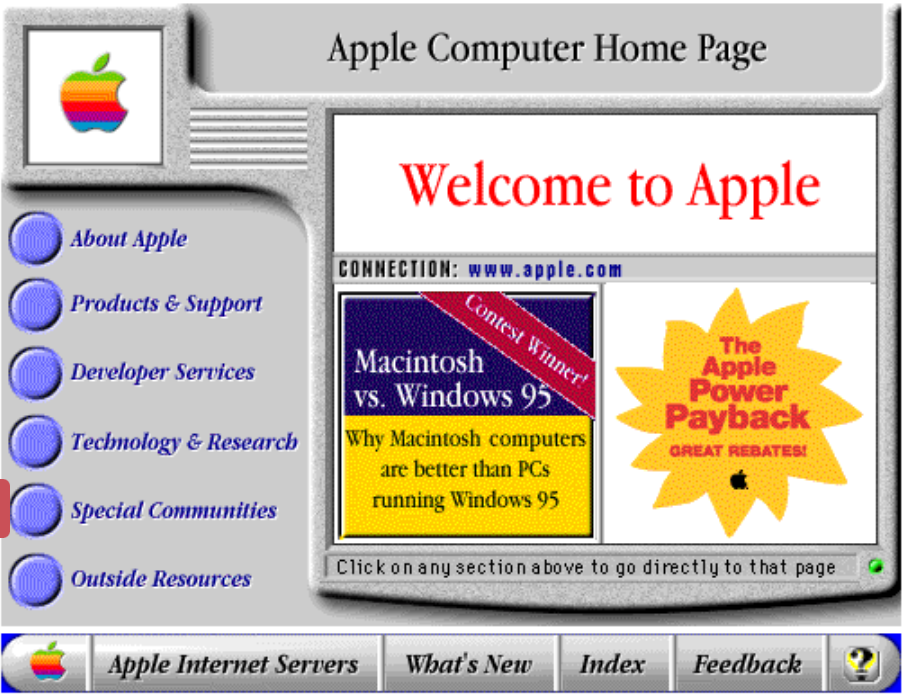 Apple Computer Home Page
Welcome to Apple
CONNECTION: www.apple.com
About Apple
Products & Support
Developer Services
Technology & Research
Special Communities
Outside Resources
Contest Winner!
Macintosh
vs. Windows 95
Why Macintosh computers
are better than PCs
running Windows 95
The
Apple
Power
Payback
GREAT REBATES!
Click on any section above to go directly to that page
Apple Internet Servers
What's New
Index
Feedback
?